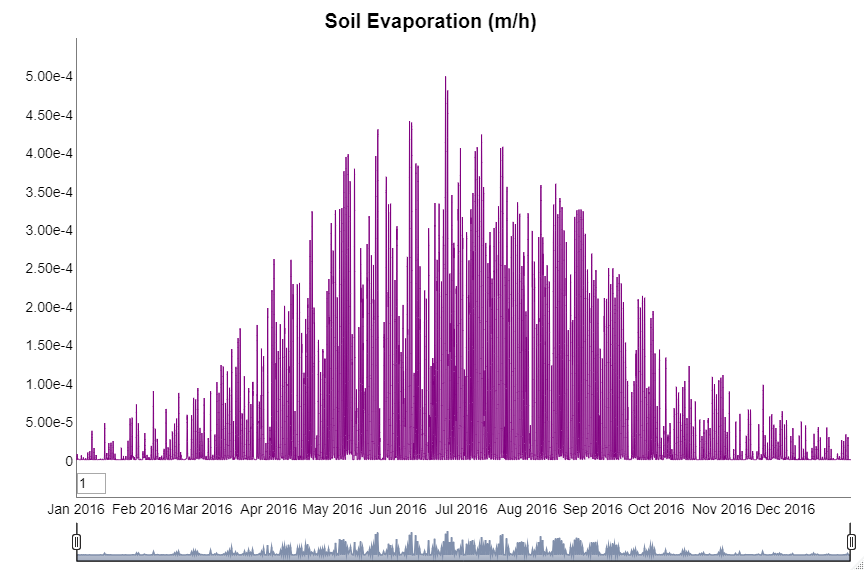 Soil Evaporation (m/h)
5.00e-4
4.50e-4
4.00e-4
3.50e-4
3.00e-4
2.50e-4
2.00e-4
1.50e-4
1.00e-4
5.00e-5
0
1
Jan 2016 Feb 2016 Mar 2016 Apr 2016 May 2016 Jun 2016 Jul 2016 Aug 2016 Sep 2016 Oct 2016 Nov 2016 Dec 2016